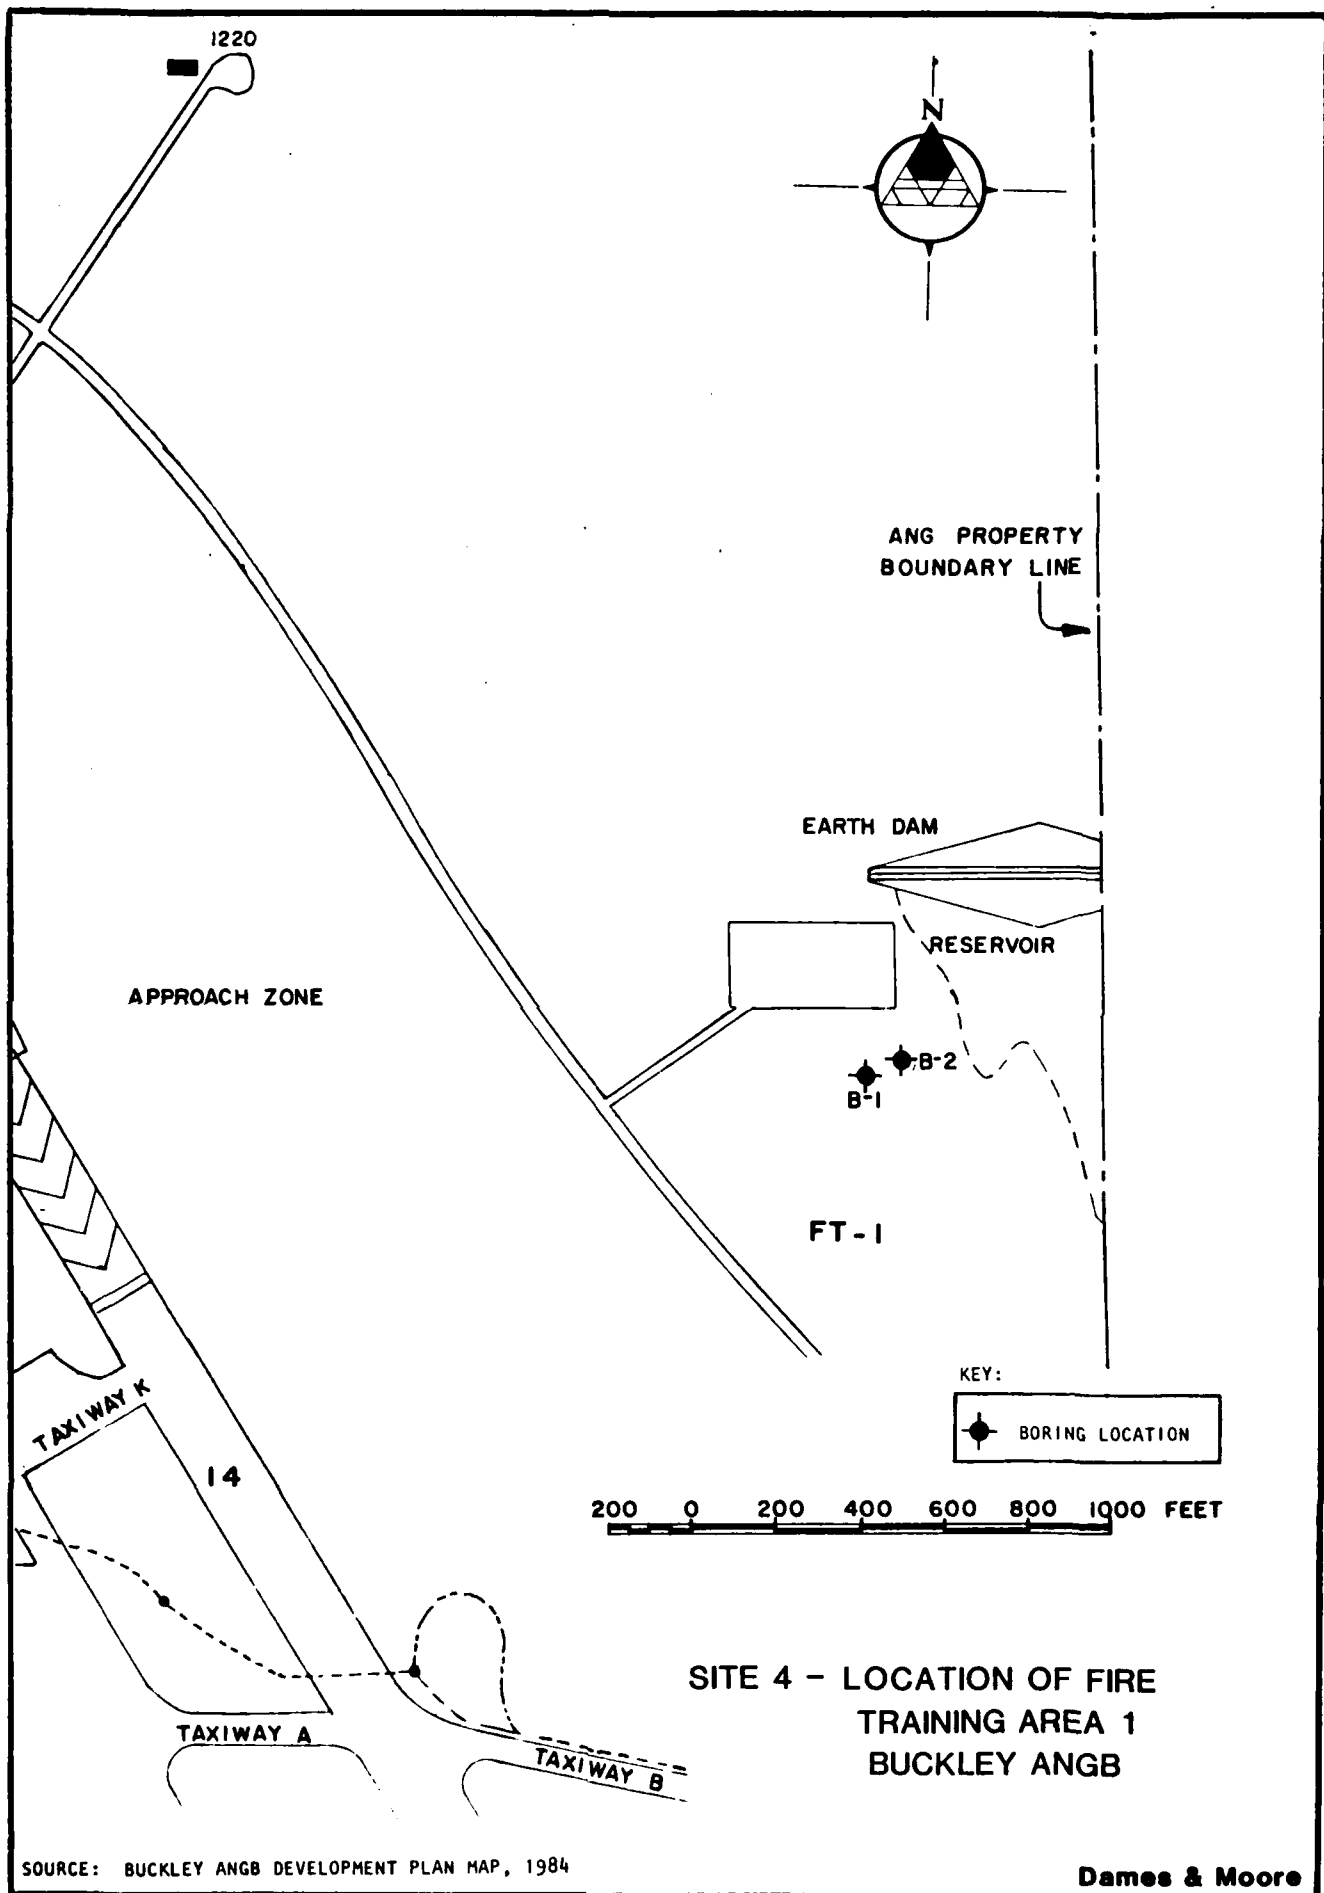 1220
N
ANG PROPERTY
BOUNDARY LINE
EARTH DAM
RESERVOIR
APPROACH ZONE
B-2
B-1
FT-1
KEY:
BORING LOCATION
TAXIWAY K
14
200 0 200 400 600 800 1000 FEET
SITE 4 - LOCATION OF FIRE
TRAINING AREA 1
BUCKLEY ANGB
TAXIWAY A
TAXIWAY B
SOURCE: BUCKLEY ANGB DEVELOPMENT PLAN MAP, 1984
Dames & Moore